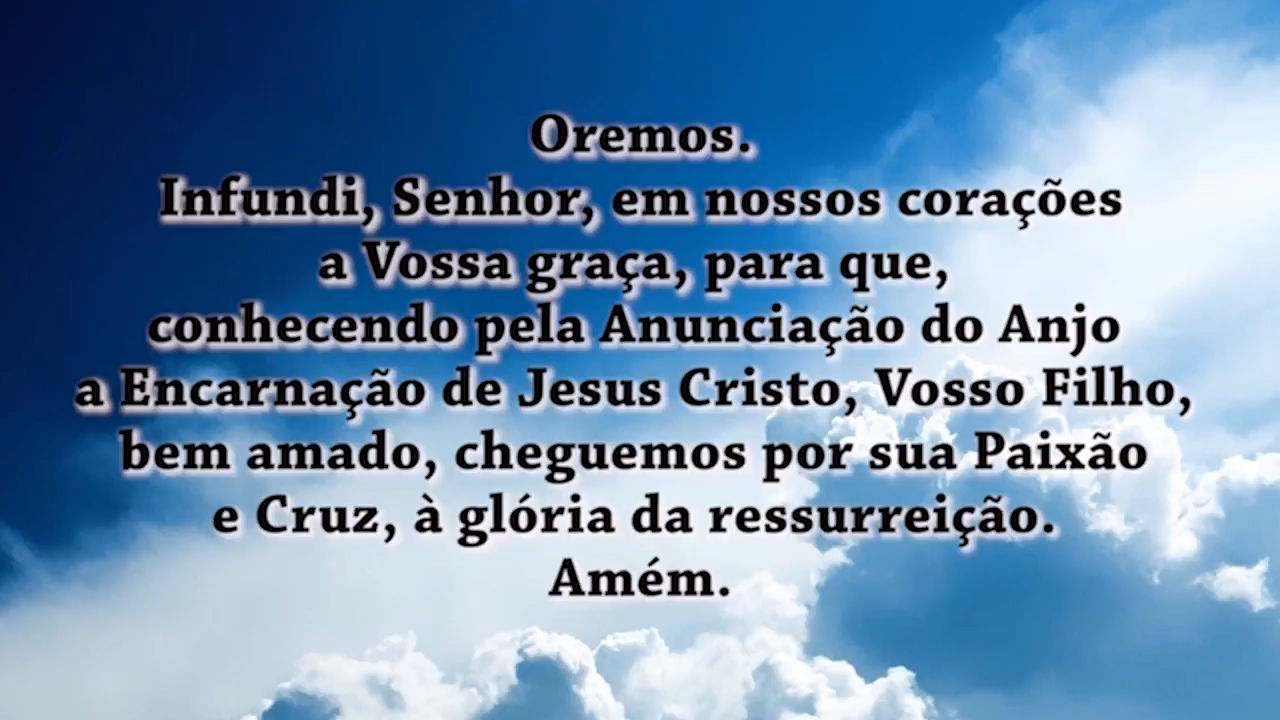 Oremos.
Infundi, Senhor, em nossos corações
a Vossa graça, para que,
conhecendo pela Anunciação do Anjo
a Encarnação de Jesus Cristo, Vosso Filho,
bem amado, cheguemos por sua Paixão
e Cruz, à glória da ressurreição.
Amém.